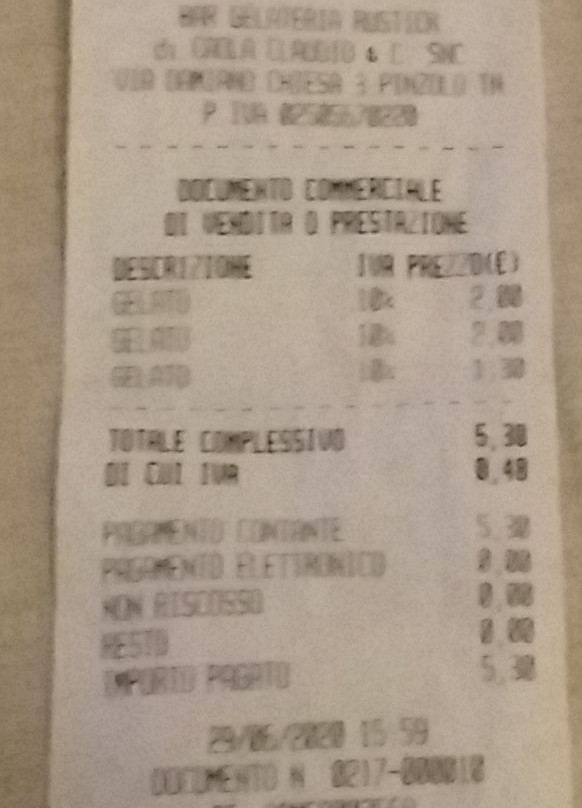 BAR GELATERIA RUSTICK
di CAOLA CLAUDIO & C. SNC
VIA DAMIANO CHIESA 3 PINZOLO TN
P IVA 02505670220
DOCUMENTO COMMERCIALE
DI VENDITA O PRESTAZIONE
DESCRIZIONE IVA PREZZO(€)
GELATO 10% 2,00
GELATO 10% 2,00
GELATO 10% 1,30
TOTALE COMPLESSIVO 5,30
DI CUI IVA 0,48
PAGAMENTO CONTANTE 5,30
PAGAMENTO ELETTRONICO 0,00
NON RISCOSSO 0,00
RESTO 0,00
IMPORTO PAGATO 5,30
29/06/2020 15:59
DOCUMENTO N. 0217-000010